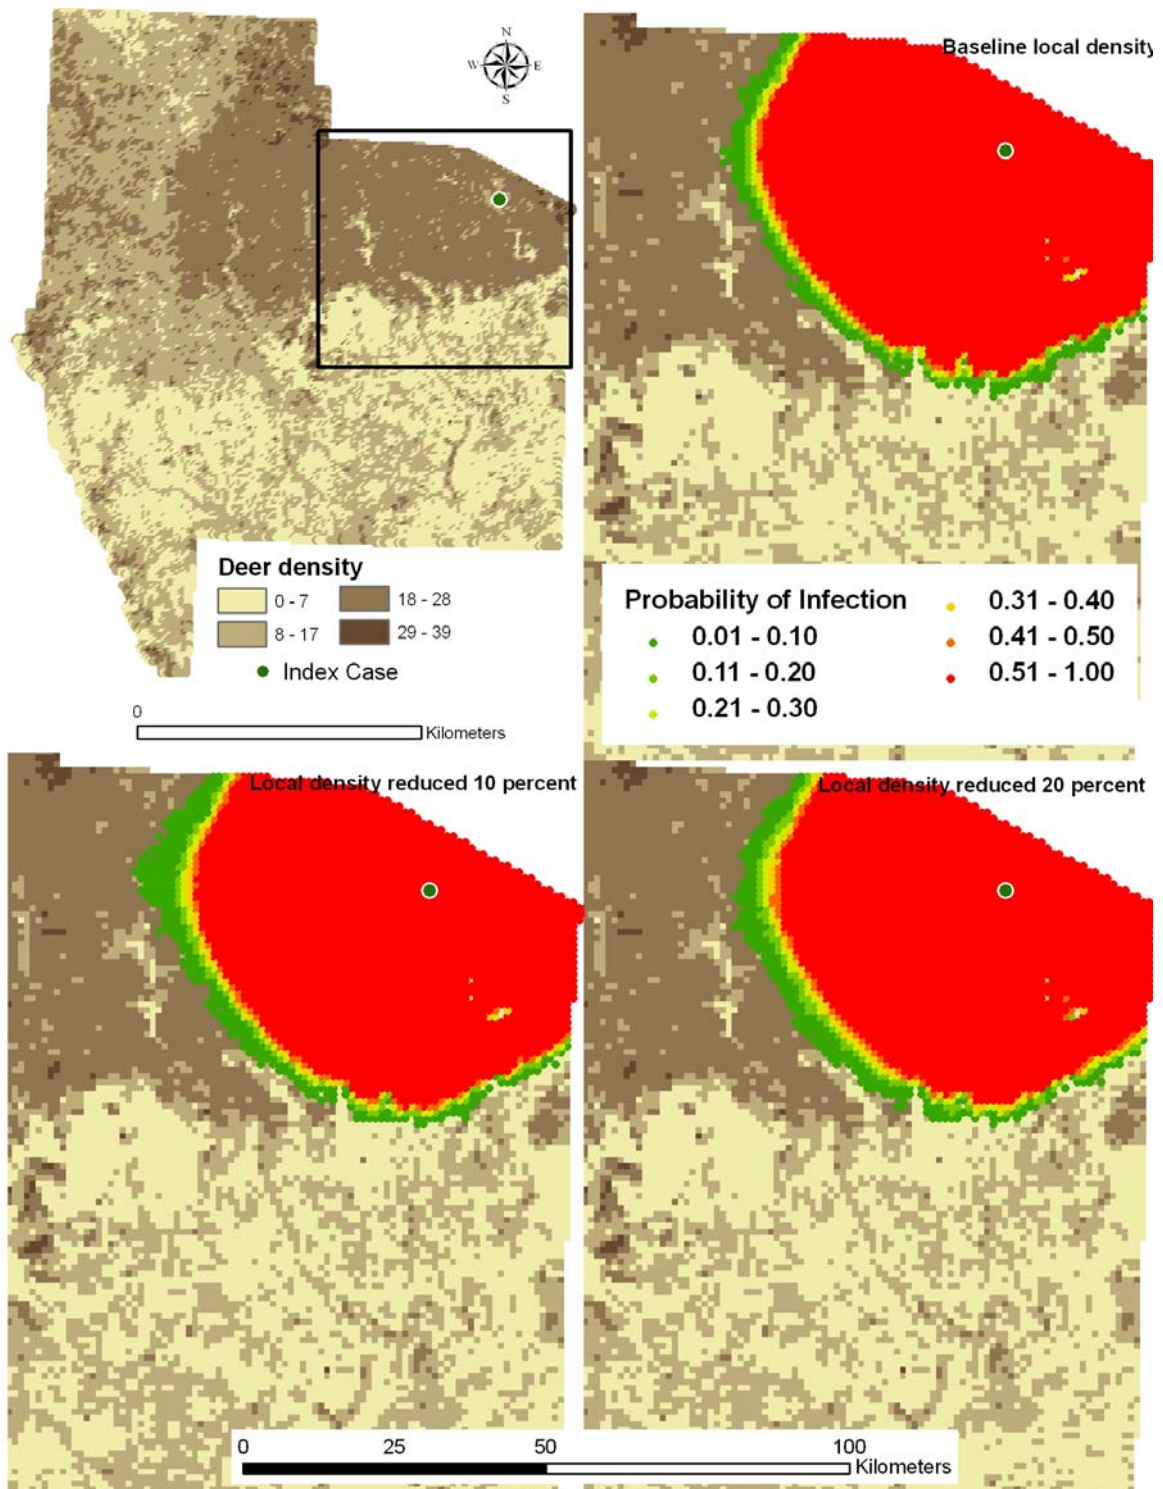 N
W E
S
Baseline local density
Deer density
0 - 7
18 - 28
8 - 17
29 - 39
Index Case
0
Kilometers
Probability of Infection
0.01 - 0.10
0.11 - 0.20
0.21 - 0.30
0.31 - 0.40
0.41 - 0.50
0.51 - 1.00
Local density reduced 10 percent
Local density reduced 20 percent
0 25 50 100
Kilometers